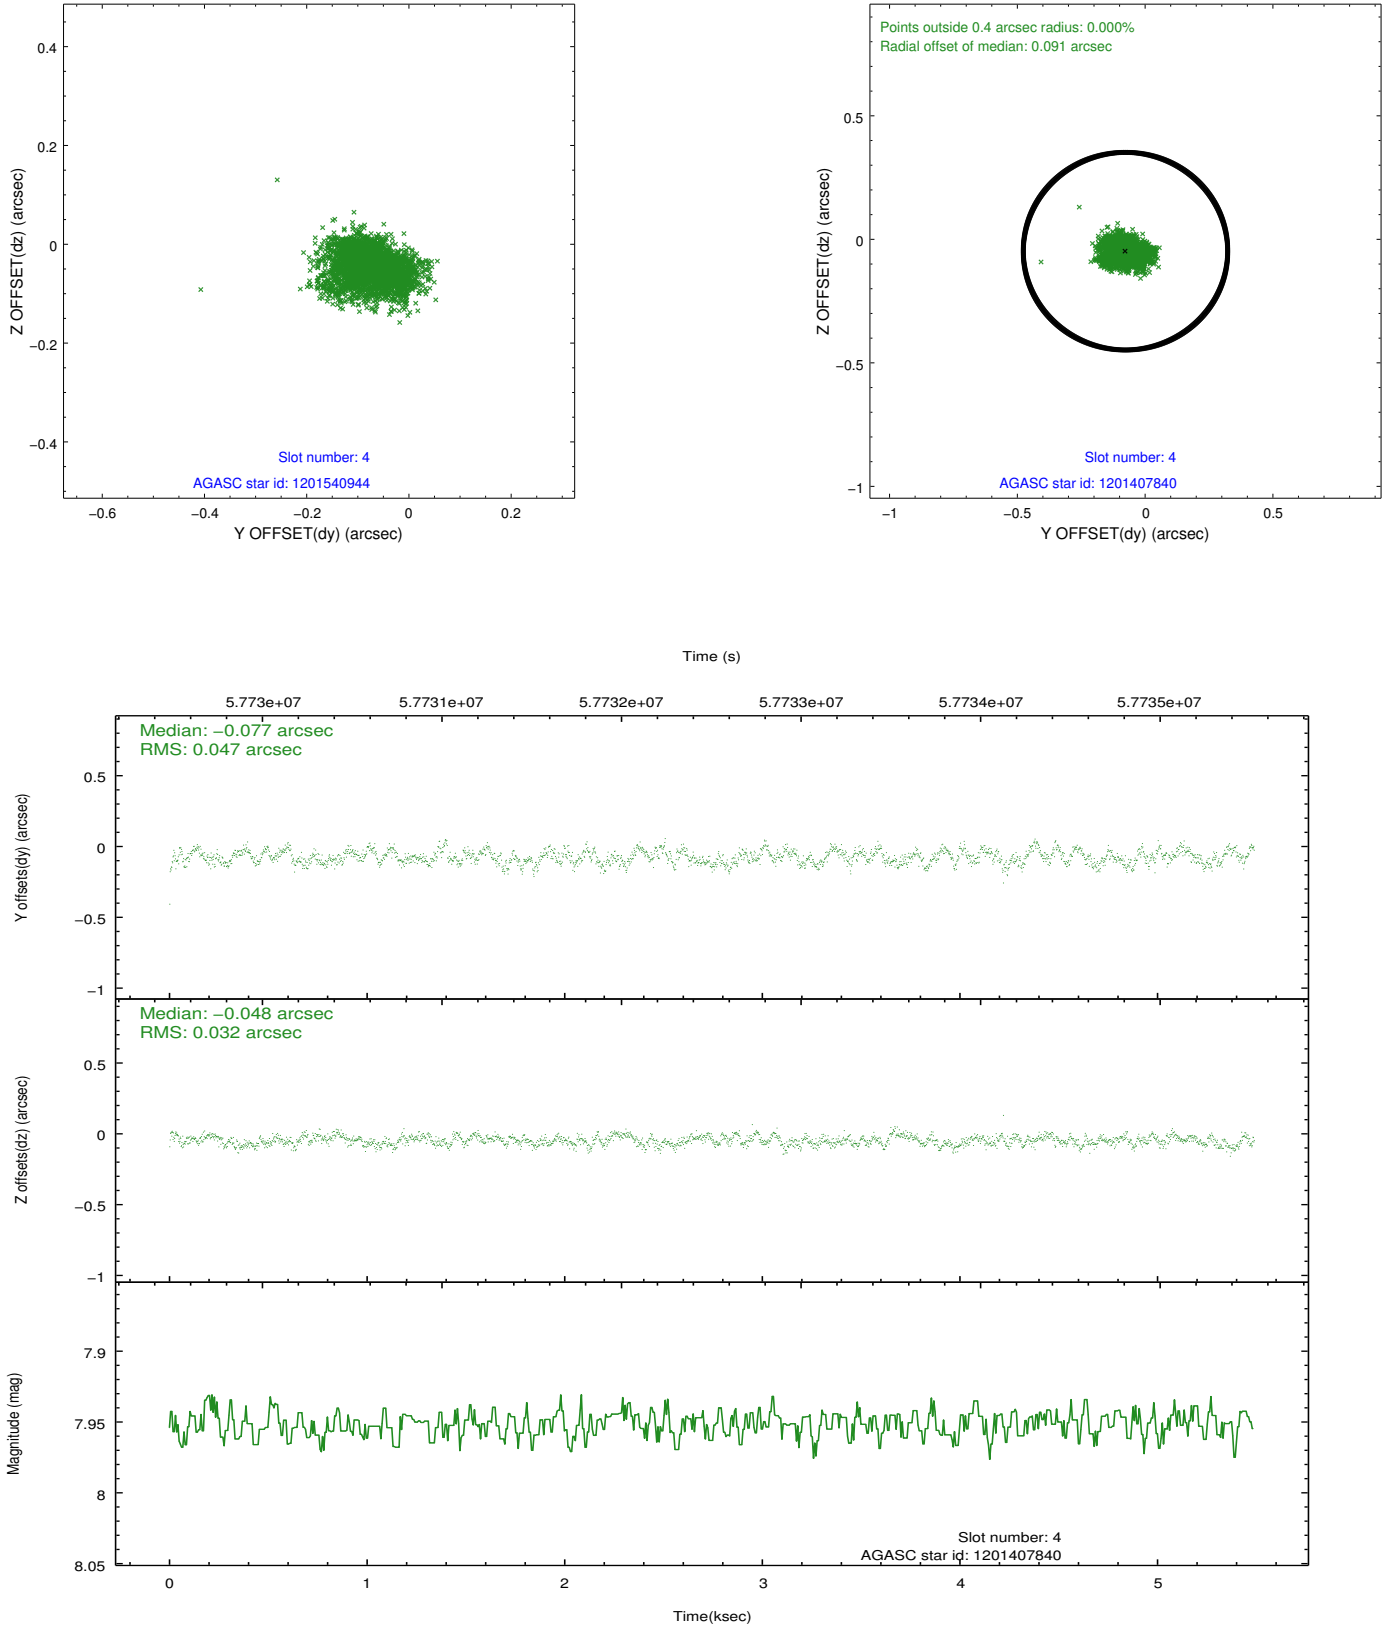 0.4
0.2
0
−0.2
−0.4
Z OFFSET(dz) (arcsec)
Slot number: 4
AGASC star id: 1201540944
−0.6
−0.4
−0.2
0
0.2
Y OFFSET(dy) (arcsec)
Points outside 0.4 arcsec radius: 0.000%
Radial offset of median: 0.091 arcsec
0.5
0
−0.5
−1
Z OFFSET(dz) (arcsec)
Slot number: 4
AGASC star id: 1201407840
−1
−0.5
0
0.5
Y OFFSET(dy) (arcsec)
Time (s)
5.773e+07
5.7731e+07
5.7732e+07
5.7733e+07
5.7734e+07
5.7735e+07
Median: −0.077 arcsec
RMS: 0.047 arcsec
0.5
0
−0.5
−1
Y offsets(dy) (arcsec)
Median: −0.048 arcsec
RMS: 0.032 arcsec
0.5
0
−0.5
−1
Z offsets(dz) (arcsec)
7.9
7.95
8
8.05
Magnitude (mag)
Slot number: 4
AGASC star id: 1201407840
0
1
2
3
4
5
Time(ksec)